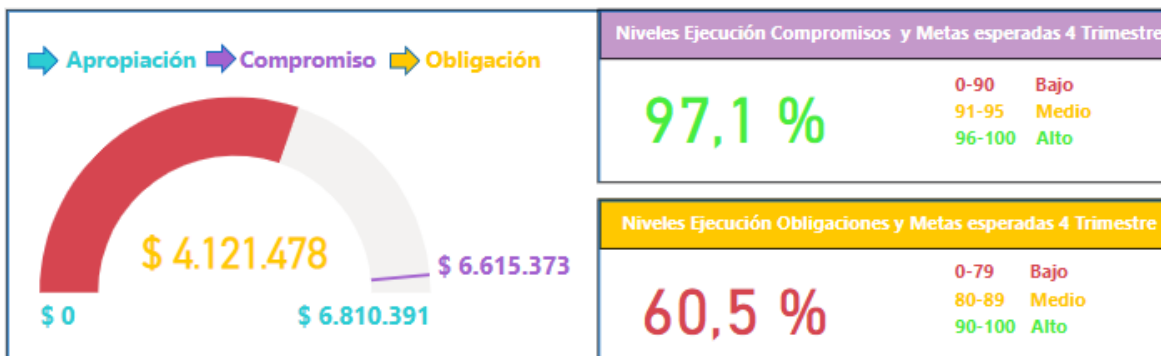 Apropiación Compromiso Obligación
$ 4.121.478
$ 6.615.373
$ 0
$ 6.810.391
Niveles Ejecución Compromisos y Metas esperadas 4 Trimestre
97,1 %
0-90 Bajo
91-95 Medio
96-100 Alto
Niveles Ejecución Obligaciones y Metas esperadas 4 Trimestre
60,5 %
0-79 Bajo
80-89 Medio
90-100 Alto